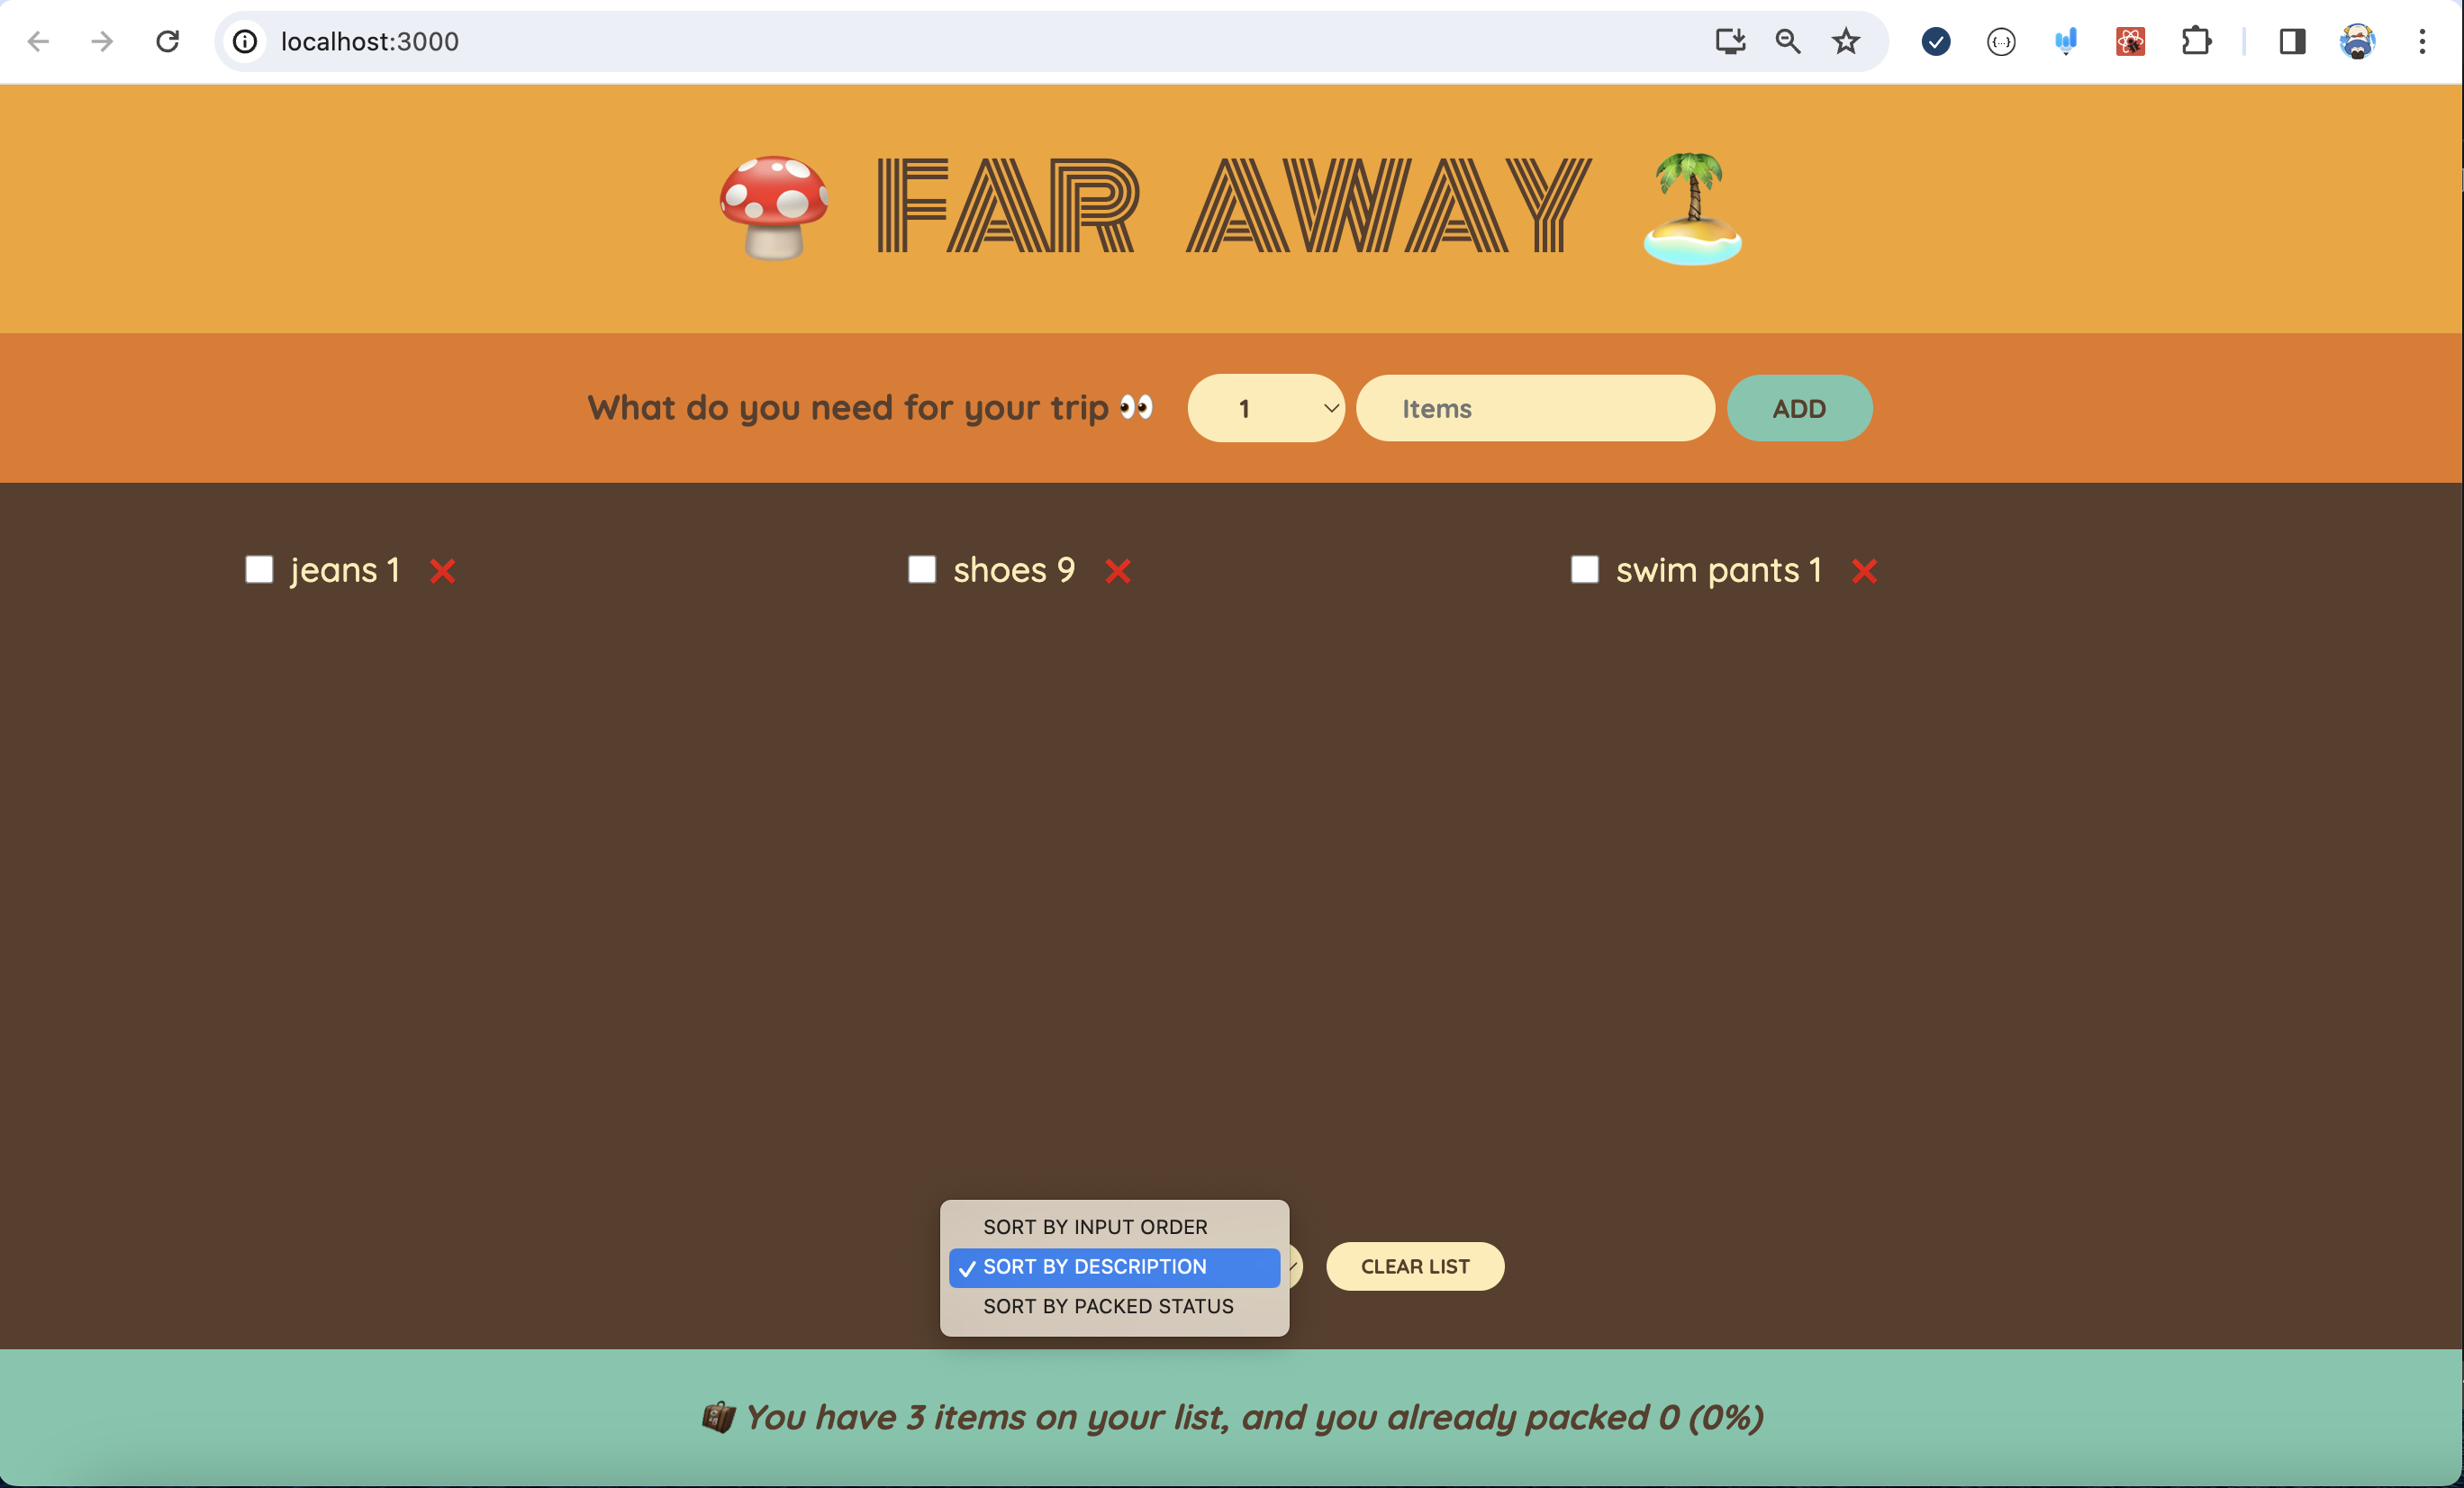 localhost:3000
FAR AWAY
What do you need for your trip 👀 1 Items ADD
jeans 1 ❌ shoes 9 ❌ swim pants 1 ❌
SORT BY INPUT ORDER
✓ SORT BY DESCRIPTION
SORT BY PACKED STATUS
CLEAR LIST
You have 3 items on your list, and you already packed 0 (0%)